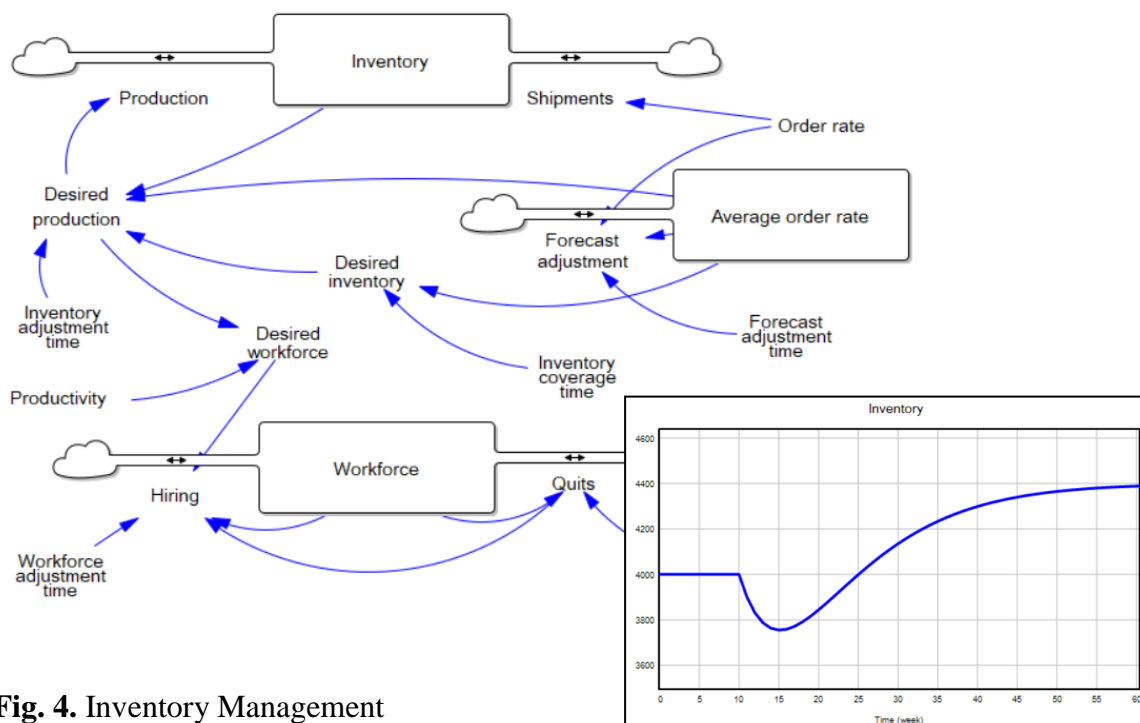 Inventory
Production
Shipments
Order rate
Desired
production
Average order rate
Forecast
adjustment
Desired
inventory
Inventory
adjustment
time
Forecast
adjustment
time
Desired
workforce
Inventory
coverage
time
Productivity
Workforce
Hiring
Quits
Workforce
adjustment
time
Inventory
4600
4400
4200
4000
3800
3600
0 5 10 15 20 25 30 35 40 45 50 55 60
Time (week)
Fig. 4. Inventory Management